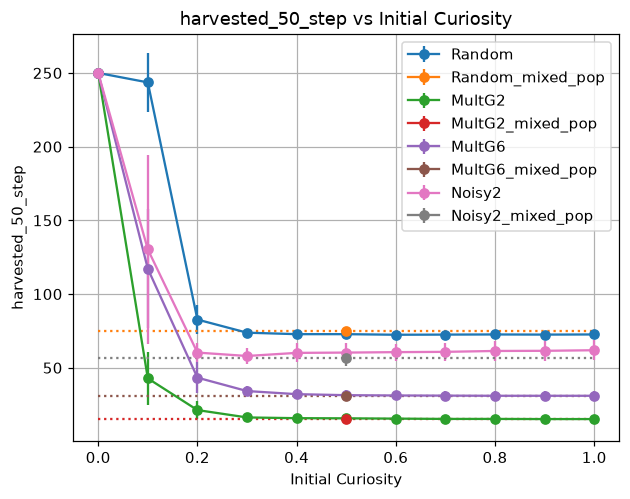 harvested_50_step vs Initial Curiosity
Random
Random_mixed_pop
MultG2
MultG2_mixed_pop
MultG6
MultG6_mixed_pop
Noisy2
Noisy2_mixed_pop
harvested_50_step
250
200
150
100
50
0.0 0.2 0.4 0.6 0.8 1.0
Initial Curiosity